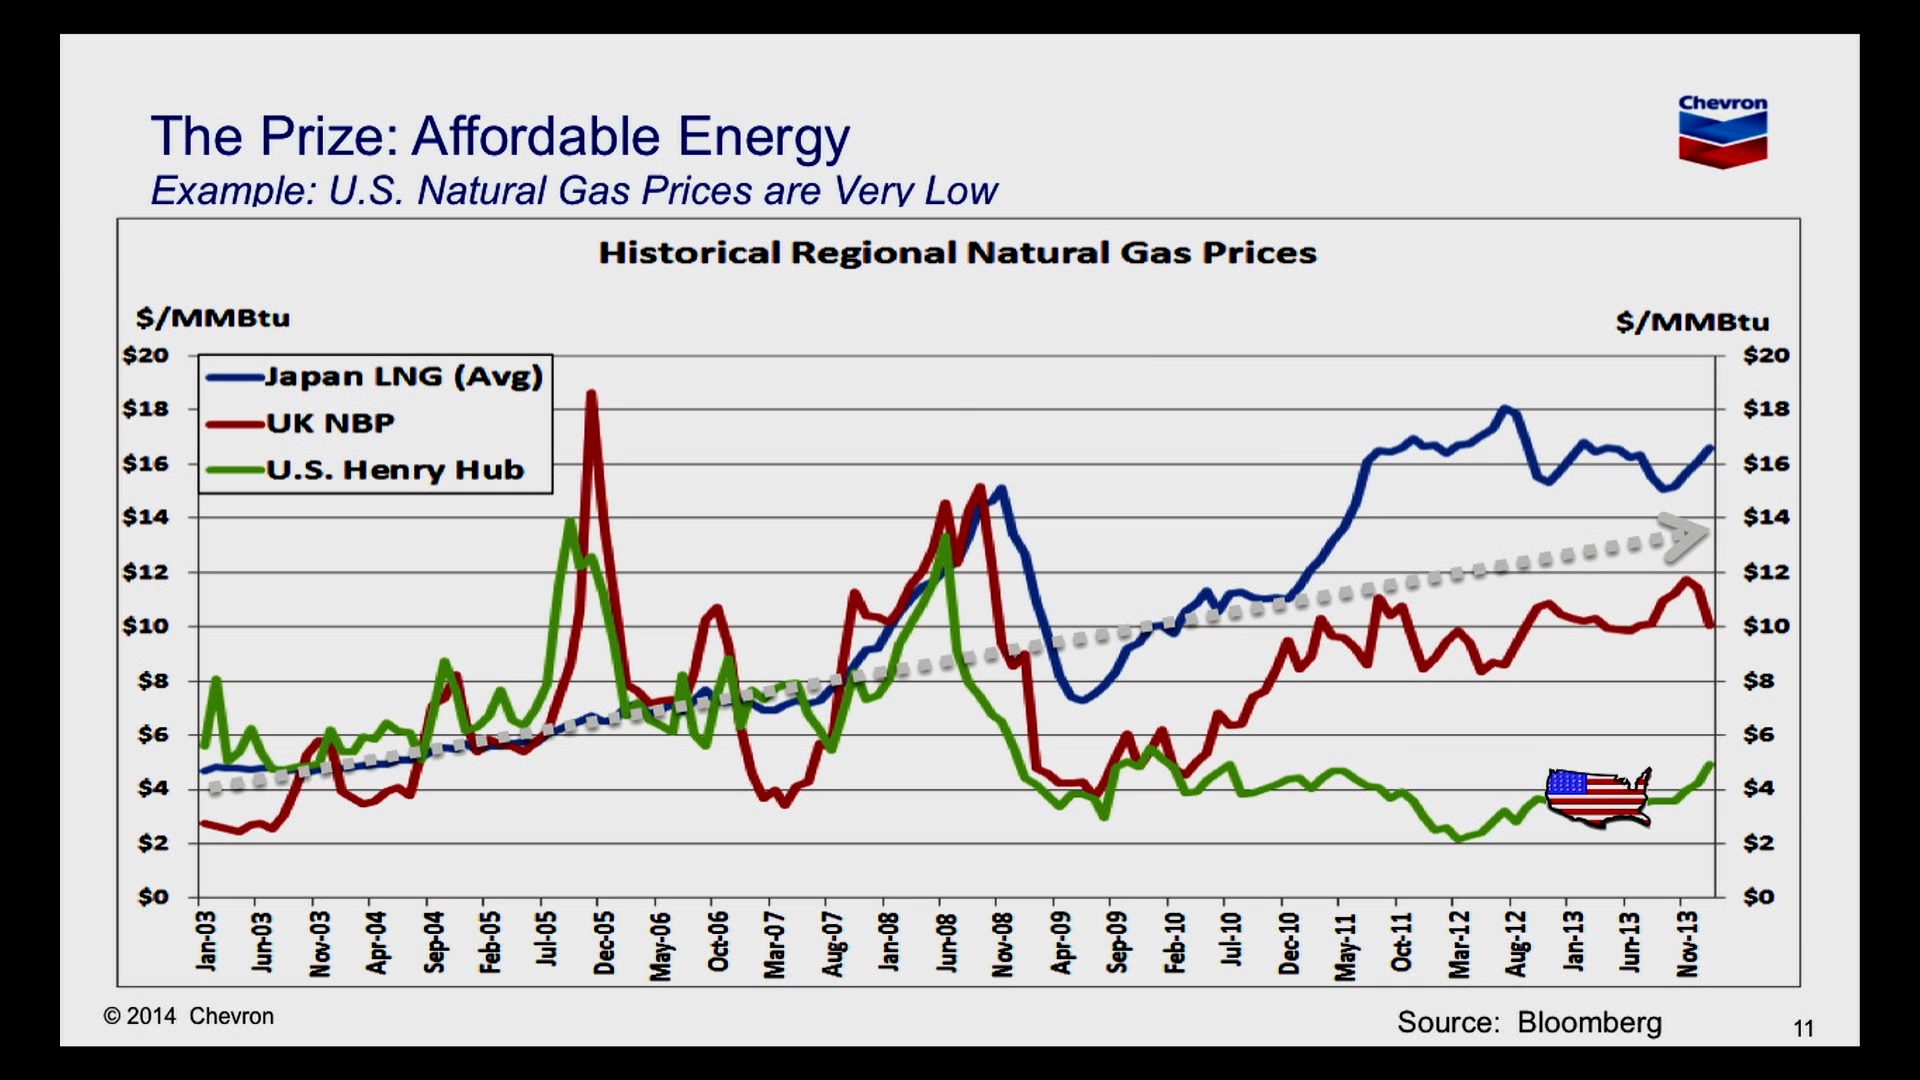 Chevron
The Prize: Affordable Energy
Example: U.S. Natural Gas Prices are Very Low
Historical Regional Natural Gas Prices
$/MMBtu
$/MMBtu
Japan LNG (Avg)
UK NBP
U.S. Henry Hub
$20
$18
$16
$14
$12
$10
$8
$6
$4
$2
$0
$20
$18
$16
$14
$12
$10
$8
$6
$4
$2
$0
Jan-03
Jun-03
Nov-03
Apr-04
Sep-04
Feb-05
Jul-05
Dec-05
May-06
Oct-06
Mar-07
Aug-07
Jan-08
Jun-08
Nov-08
Apr-09
Sep-09
Feb-10
Jul-10
Dec-10
May-11
Oct-11
Mar-12
Aug-12
Jan-13
Jun-13
Nov-13
© 2014 Chevron
Source: Bloomberg
11